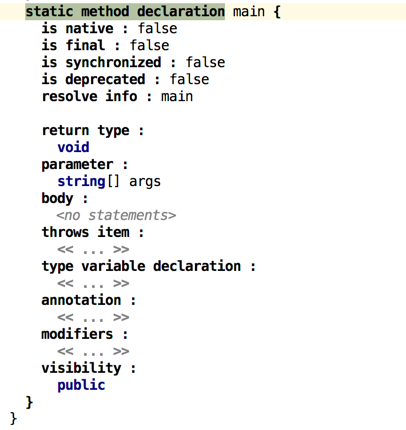 static method declaration main {
is native : false
is final : false
is synchronized : false
is deprecated : false
resolve info : main
return type :
void
parameter :
string[] args
body :
<no statements>
throws item :
<< ... >>
type variable declaration :
<< ... >>
annotation :
<< ... >>
modifiers :
<< ... >>
visibility :
public
}
}